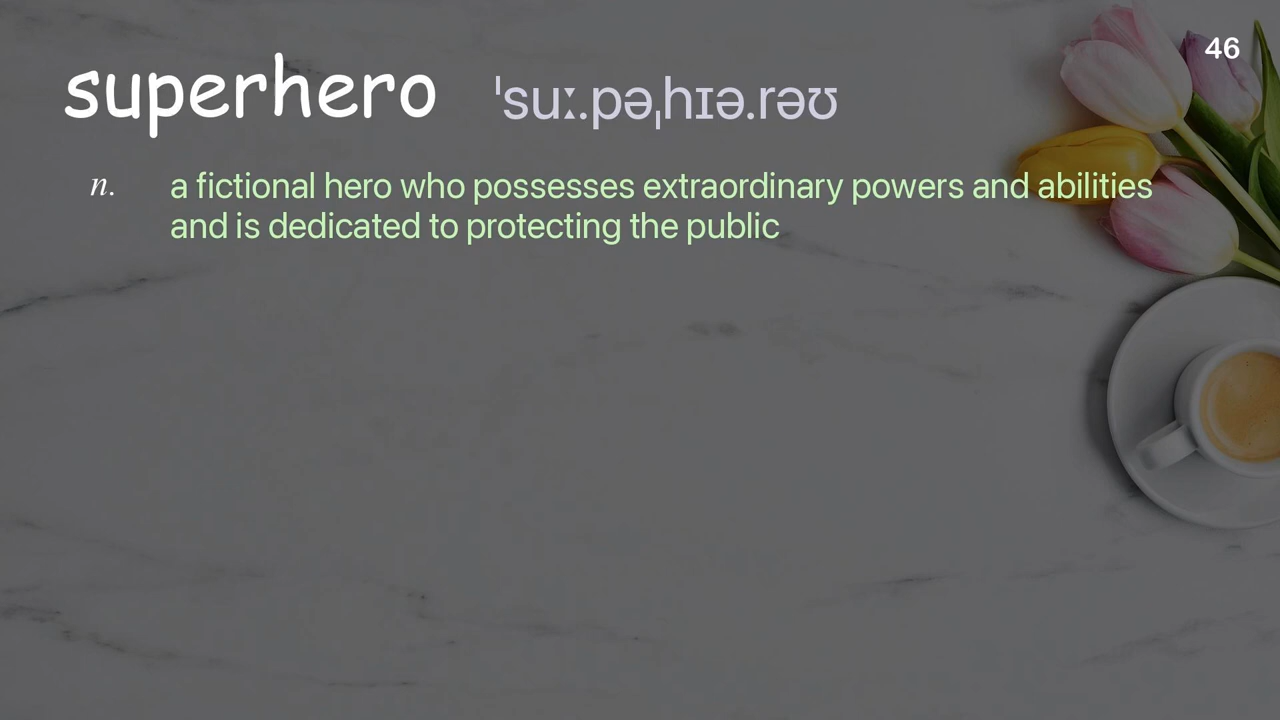 46
superhero ˈsuː.pəˌhɪə.rəʊ
n. a fictional hero who possesses extraordinary powers and abilities
and is dedicated to protecting the public